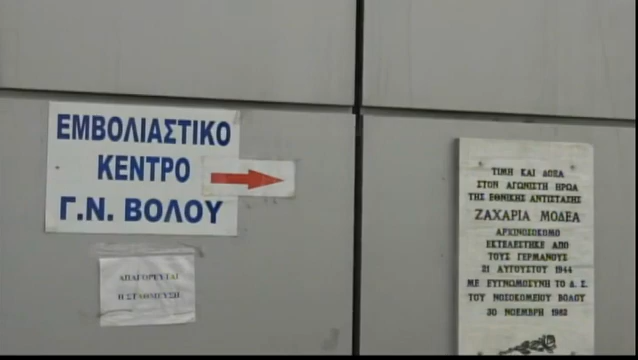 ΕΜΒΟΛΙΑΣΤΙΚΟ
ΚΕΝΤΡΟ
Γ.Ν. ΒΟΛΟΥ
ΑΠΑΓΟΡΕΥΕΤΑΙ
Η ΣΤΑΘΜΕΥΣΗ
ΤΙΜΗ ΚΑΙ ΔΟΞΑ
ΣΤΟΝ ΑΓΩΝΙΣΤΗ ΗΡΩΑ
ΤΗΣ ΕΘΝΙΚΗΣ ΑΝΤΙΣΤΑΣΗΣ
ΖΑΧΑΡΙΑ ΜΟΔΕΑ
ΑΡΧΙΝΟΣΟΚΟΜΟ
ΕΚΤΕΛΕΣΤΗΚΕ ΑΠΟ
ΤΟΥΣ ΓΕΡΜΑΝΟΥΣ
21 ΑΥΓΟΥΣΤΟΥ 1944
ΜΕ ΕΥΓΝΩΜΟΣΥΝΗ ΤΟ Δ. Σ.
ΤΟΥ ΝΟΣΟΚΟΜΕΙΟΥ ΒΟΛΟΥ
30 ΝΟΕΜΒΡΗ 1982